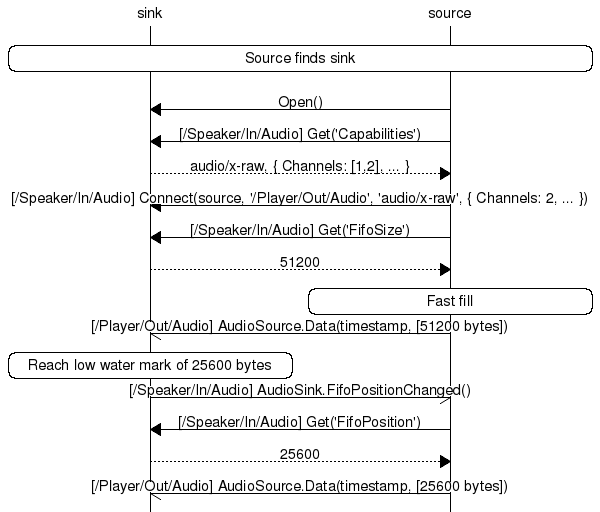 sink source
Source finds sink
Open()
[/Speaker/In/Audio] Get('Capabilities')
audio/x-raw, { Channels: [1,2], ... }
[/Speaker/In/Audio] Connect(source, '/Player/Out/Audio', 'audio/x-raw', { Channels: 2, ... })
[/Speaker/In/Audio] Get('FifoSize')
51200
Fast fill
[/Player/Out/Audio] AudioSource.Data(timestamp, [51200 bytes])
Reach low water mark of 25600 bytes
[/Speaker/In/Audio] AudioSink.FifoPositionChanged()
[/Speaker/In/Audio] Get('FifoPosition')
25600
[/Player/Out/Audio] AudioSource.Data(timestamp, [25600 bytes])